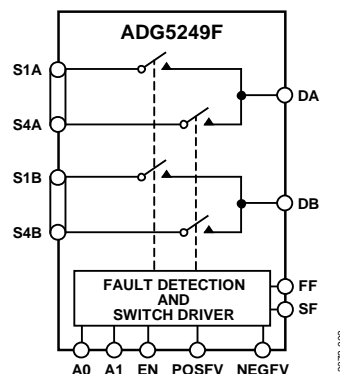 ADG5249F
S1A
DA
S4A
S1B
DB
S4B
FAULT DETECTION
AND
SWITCH DRIVER
FF
SF
A0 A1 EN POSFV NEGFV